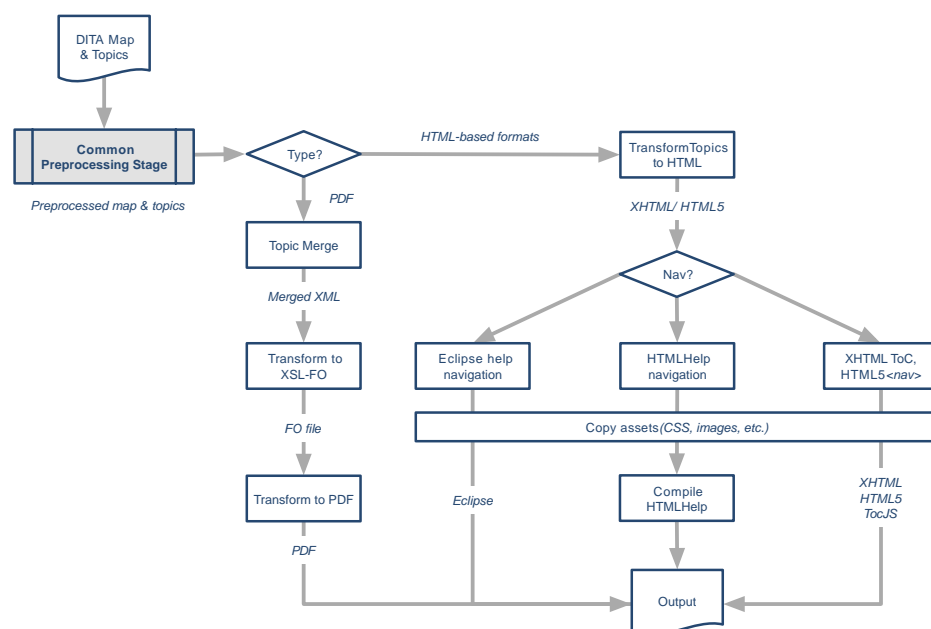 DITA Map
& Topics
Common
Preprocessing Stage
Preprocessed map & topics
Type?
HTML-based formats
TransformTopics
to HTML
PDF
XHTML/ HTML5
Topic Merge
Nav?
Merged XML
Transform to
XSL-FO
Eclipse help
navigation
HTMLHelp
navigation
XHTML ToC,
HTML5<nav>
FO file
Copy assets(CSS, images, etc.)
Transform to PDF
Eclipse
Compile
HTMLHelp
XHTML
HTML5
TocJS
PDF
Output